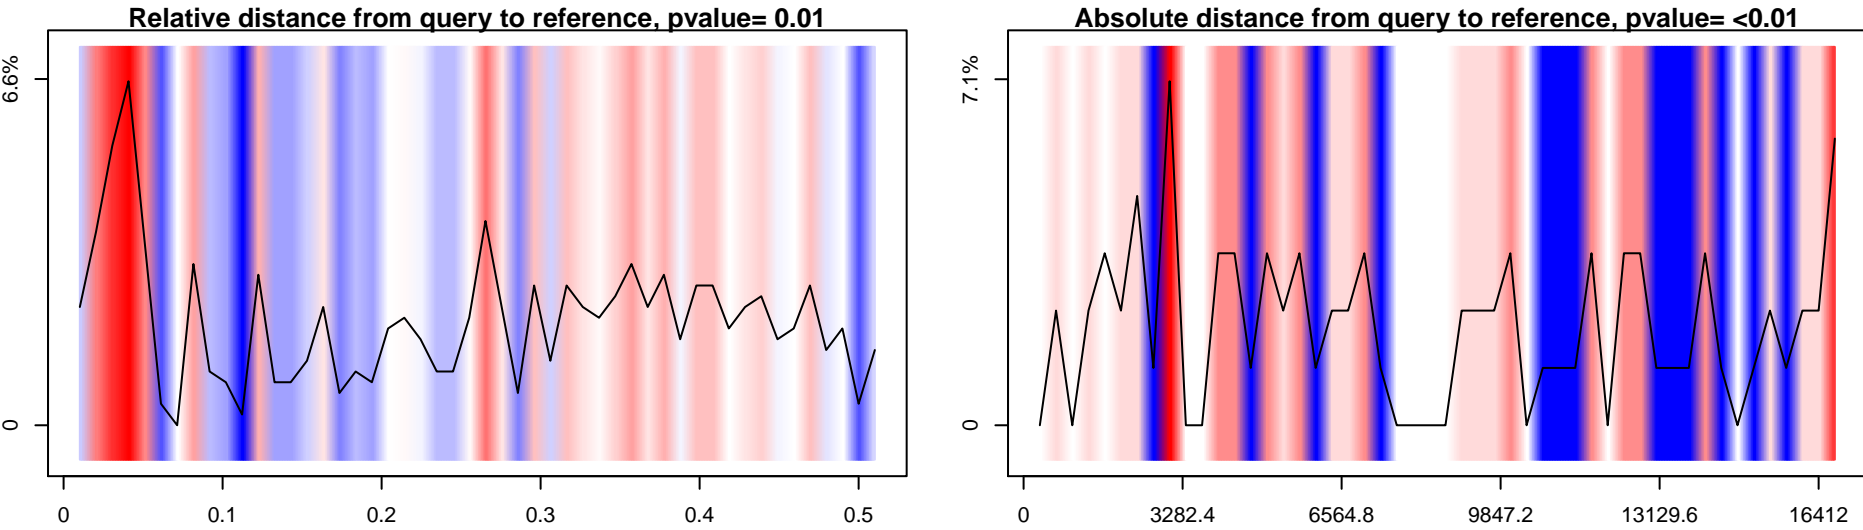 Relative distance from query to reference, pvalue= 0.01
6.6%
0
0 0.1 0.2 0.3 0.4 0.5
Absolute distance from query to reference, pvalue= <0.01
7.1%
0
0 3282.4 6564.8 9847.2 13129.6 16412